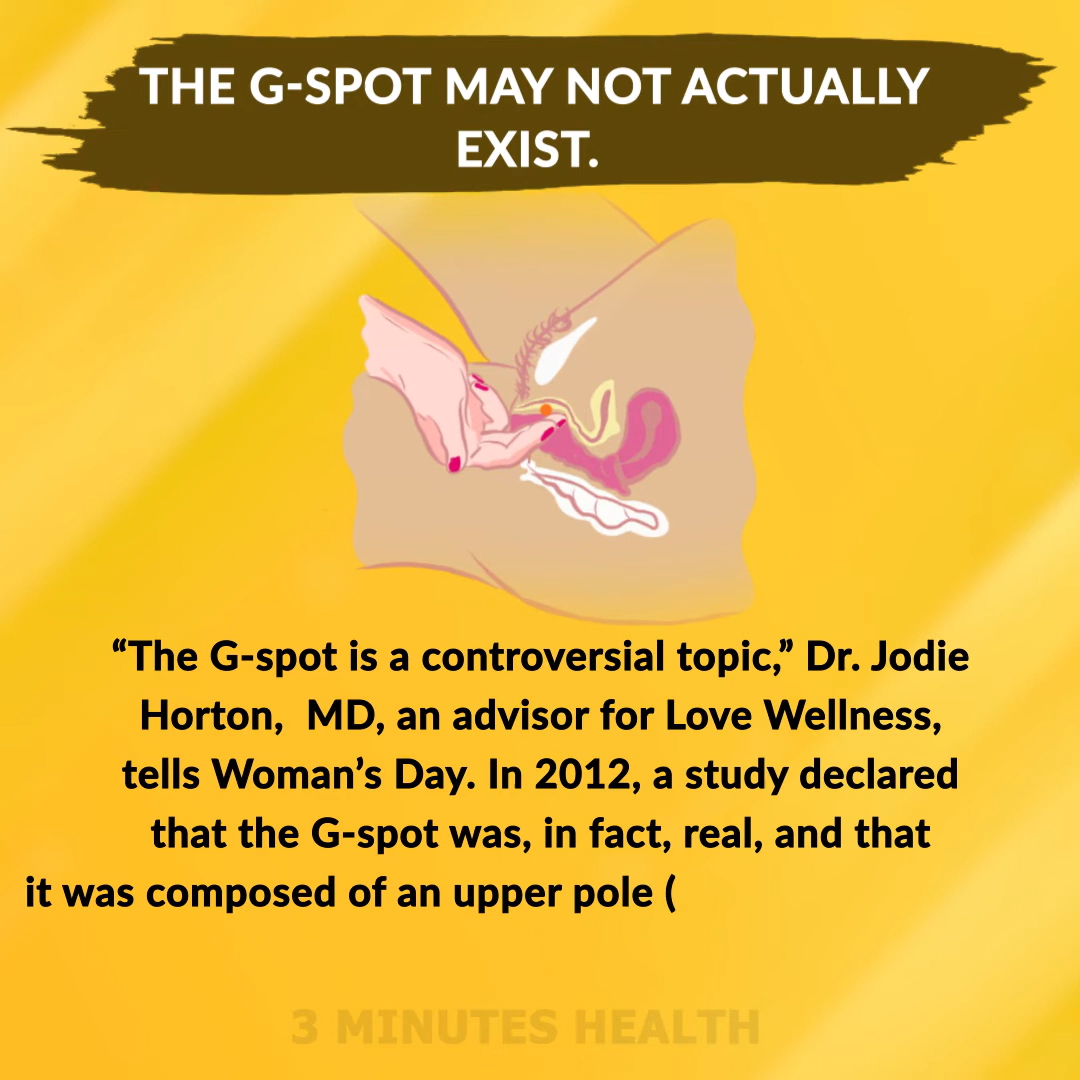 THE G-SPOT MAY NOT ACTUALLY
EXIST.
“The G-spot is a controversial topic,” Dr. Jodie
Horton,  MD, an advisor for Love Wellness,
tells Woman’s Day. In 2012, a study declared
that the G-spot was, in fact, real, and that
it was composed of an upper pole (
3 MINUTES HEALTH